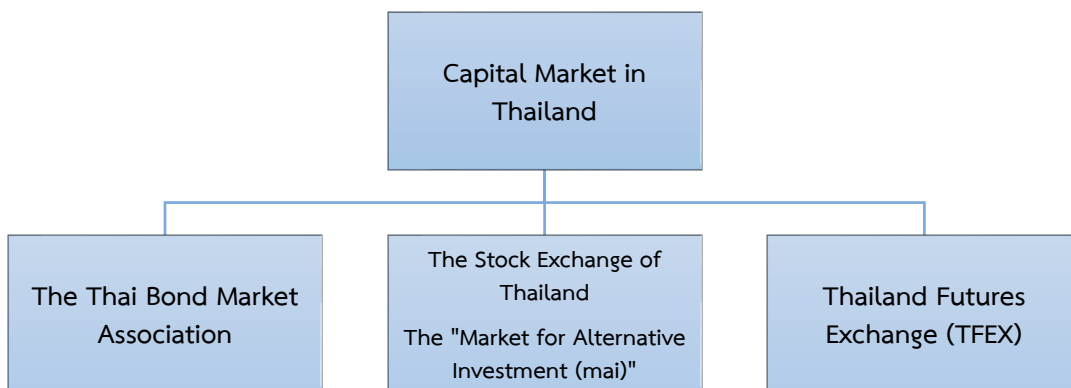 Capital Market in
Thailand
The Thai Bond Market
Association
The Stock Exchange of
Thailand
The "Market for Alternative
Investment (mai)"
Thailand Futures
Exchange (TFEX)